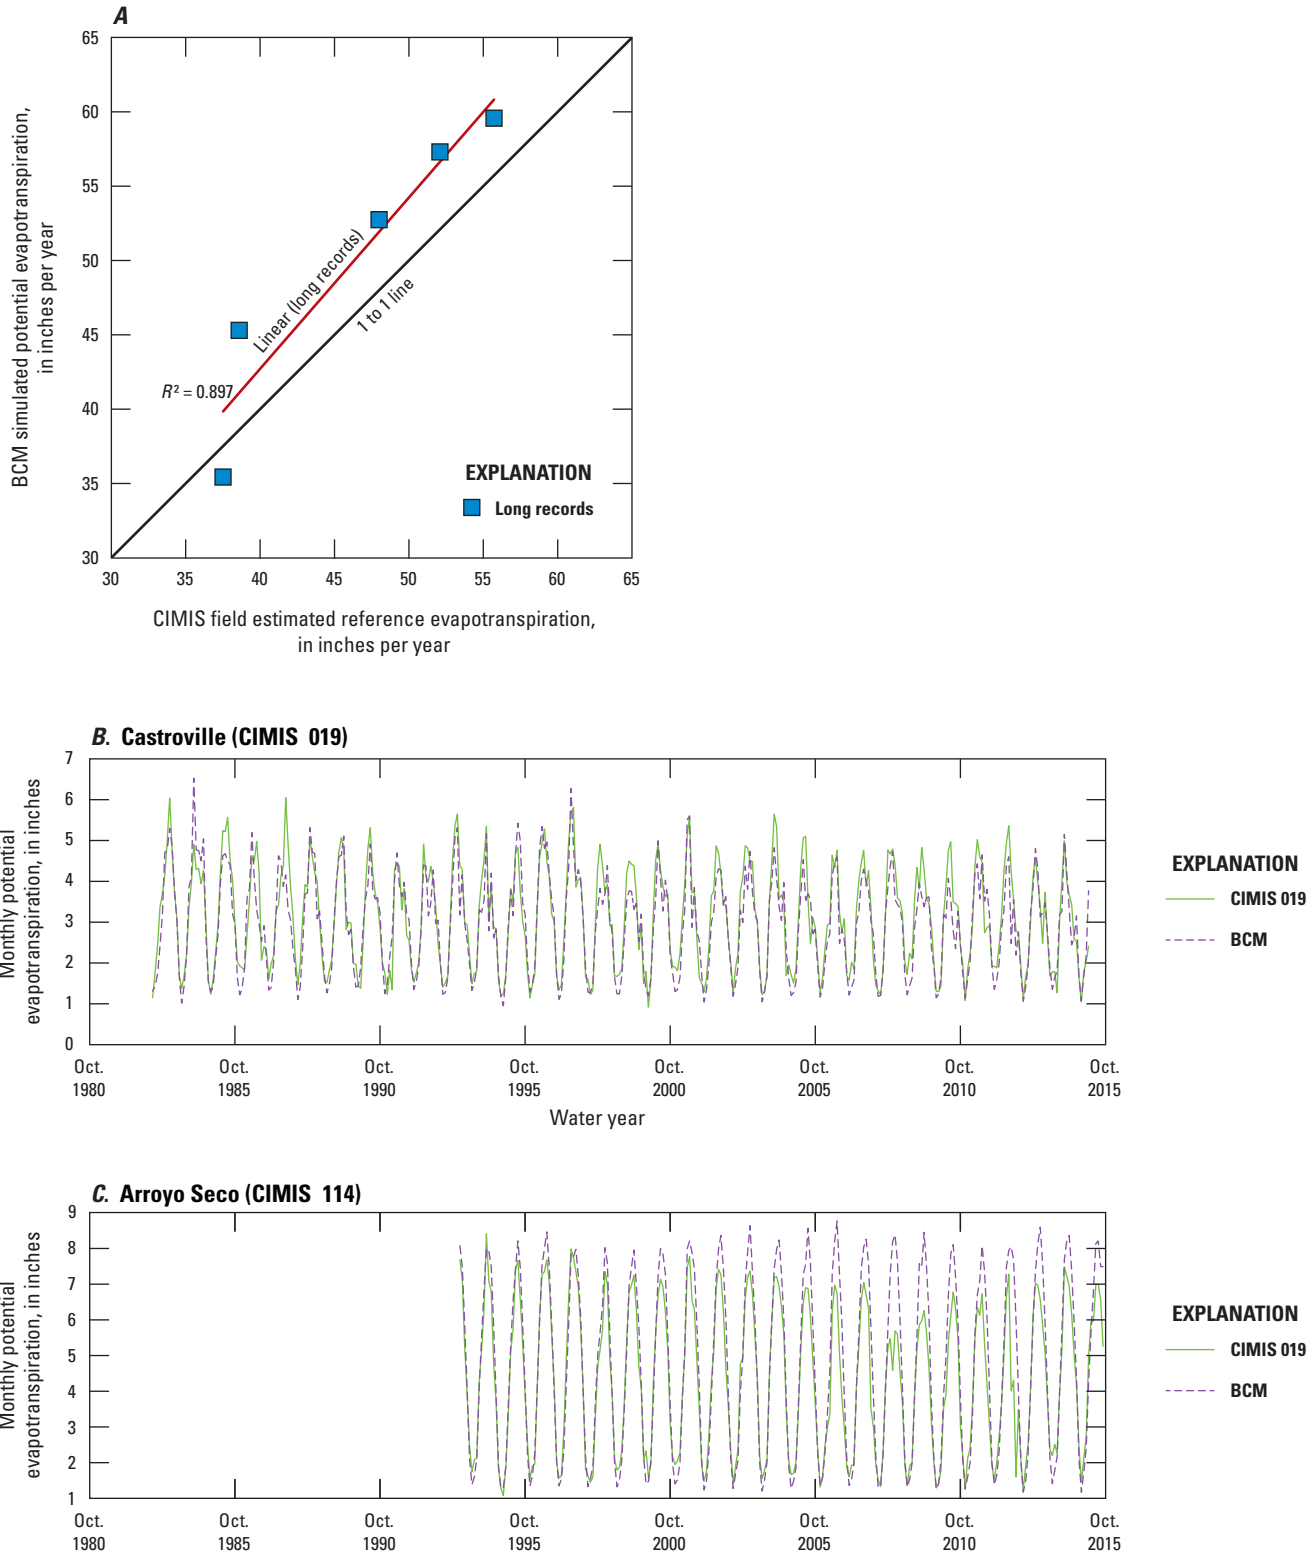 A
65
60
55
50
45
40
35
30
30 35 40 45 50 55 60 65
BCM simulated potential evapotranspiration,
in inches per year
Linear (long records)
1 to 1 line
R² = 0.897
EXPLANATION
Long records
CIMIS field estimated reference evapotranspiration,
in inches per year
B. Castroville (CIMIS 019)
Monthly potential
evapotranspiration, in inches
7
6
5
4
3
2
1
0
Oct. Oct. Oct. Oct. Oct. Oct. Oct. Oct.
1980 1985 1990 1995 2000 2005 2010 2015
Water year
EXPLANATION
CIMIS 019
BCM
C. Arroyo Seco (CIMIS 114)
Monthly potential
evapotranspiration, in inches
9
8
7
6
5
4
3
2
1
Oct. Oct. Oct. Oct. Oct. Oct. Oct. Oct.
1980 1985 1990 1995 2000 2005 2010 2015
EXPLANATION
CIMIS 019
BCM